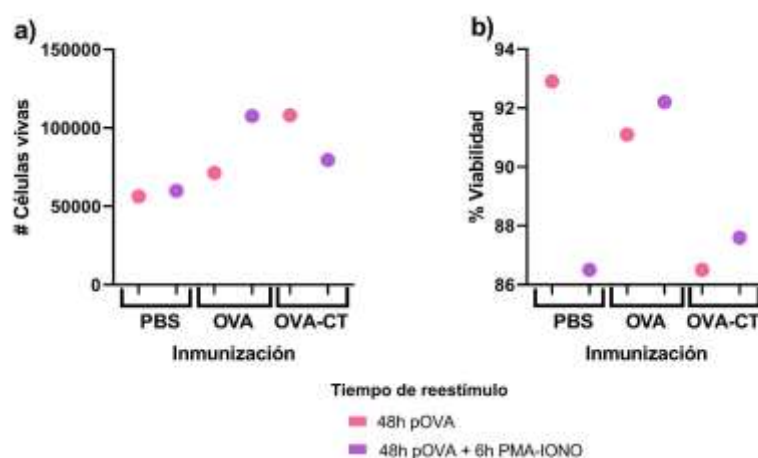 a)
150000
100000
50000
0
# Células vivas
PBS OVA OVA-CT
Inmunización
b)
94
92
90
88
86
% Viabilidad
PBS OVA OVA-CT
Inmunización
Tiempo de reestímulo
48h pOVA
48h pOVA + 6h PMA-IONO